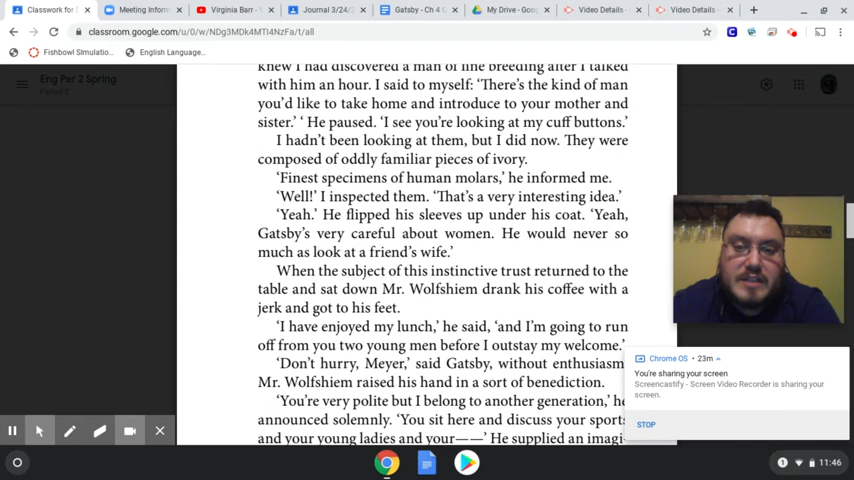 Classwork for E
Meeting Inform
Virginia Barr - Y
Journal 3/24/2
Gatsby - Ch 4 C
My Drive - Goog
Video Details -
Video Details -
classroom.google.com/u/0/w/NDg3MDk4MTI4NzFa/t/all
Fishbowl SImulatio...
English Language...
Eng Per 2 Spring
Period 2
knew I had discovered a man of fine breeding after I talked
with him an hour. I said to myself: ‘There’s the kind of man
you’d like to take home and introduce to your mother and
sister.’ ‘ He paused. ‘I see you’re looking at my cuff buttons.’
I hadn’t been looking at them, but I did now. They were
composed of oddly familiar pieces of ivory.
‘Finest specimens of human molars,’ he informed me.
‘Well!’ I inspected them. ‘That’s a very interesting idea.’
‘Yeah.’ He flipped his sleeves up under his coat. ‘Yeah,
Gatsby’s very careful about women. He would never so
much as look at a friend’s wife.’
When the subject of this instinctive trust returned to the
table and sat down Mr. Wolfshiem drank his coffee with a
jerk and got to his feet.
‘I have enjoyed my lunch,’ he said, ‘and I’m going to run
off from you two young men before I outstay my welcome.’
‘Don’t hurry, Meyer,’ said Gatsby, without enthusiasm.
Mr. Wolfshiem raised his hand in a sort of benediction.
‘You’re very polite but I belong to another generation,’ he
announced solemnly. ‘You sit here and discuss your sports
and your young ladies and your——’ He supplied an imagi-
Chrome OS • 23m
You're sharing your screen
Screencastify - Screen Video Recorder is sharing your
screen.
STOP
1
11:46